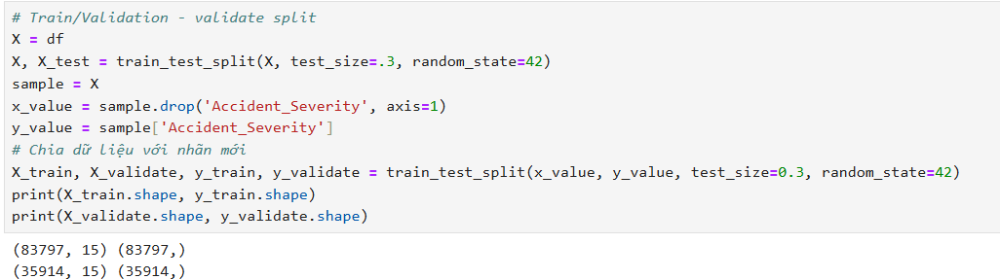 # Train/Validation - validate split
X = df
X, X_test = train_test_split(X, test_size=.3, random_state=42)
sample = X
x_value = sample.drop('Accident_Severity', axis=1)
y_value = sample['Accident_Severity']
# Chia dữ liệu với nhãn mới
X_train, X_validate, y_train, y_validate = train_test_split(x_value, y_value, test_size=0.3, random_state=42)
print(X_train.shape, y_train.shape)
print(X_validate.shape, y_validate.shape)
(83797, 15) (83797,)
(35914, 15) (35914,)